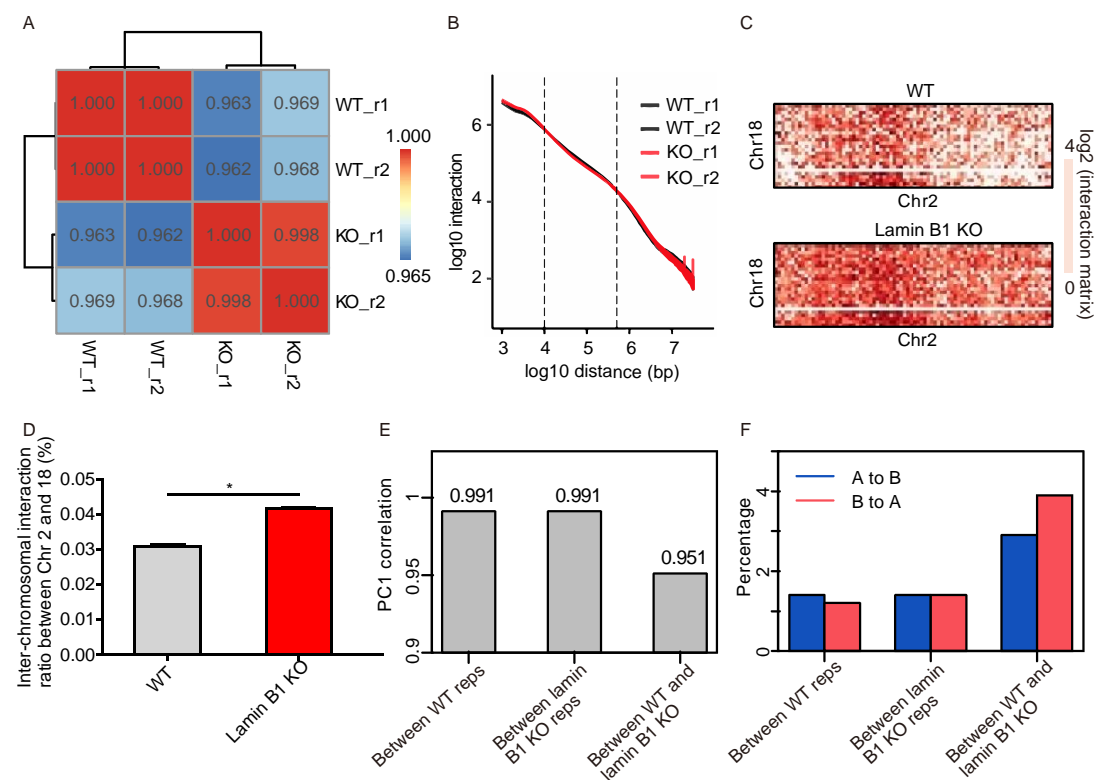 A
1.000 1.000 0.963 0.969 WT_r1
1.000 1.000 0.962 0.968 WT_r2
0.963 0.962 1.000 0.998 KO_r1
0.969 0.968 0.998 1.000 KO_r2
WT_r1 WT_r2 KO_r1 KO_r2
1.000
0.965
B
log10 interaction
6
4
2
WT_r1
WT_r2
KO_r1
KO_r2
3 4 5 6 7
log10 distance (bp)
C
WT
Chr18
Chr2
Lamin B1 KO
Chr18
Chr2
4
0
log2 (interaction
matrix)
D
Inter-chromosomal interaction
ratio between Chr 2 and 18 (%)
0.05
0.04
0.03
0.02
0.01
0.00
*
WT
Lamin B1 KO
E
PC1 correlation
1
0.95
0.9
0.991
0.991
0.951
Between WT reps
Between lamin
B1 KO reps
Between WT and
lamin B1 KO
F
Percentage
4
2
0
A to B
B to A
Between WT reps
Between lamin
B1 KO reps
Between WT and
lamin B1 KO